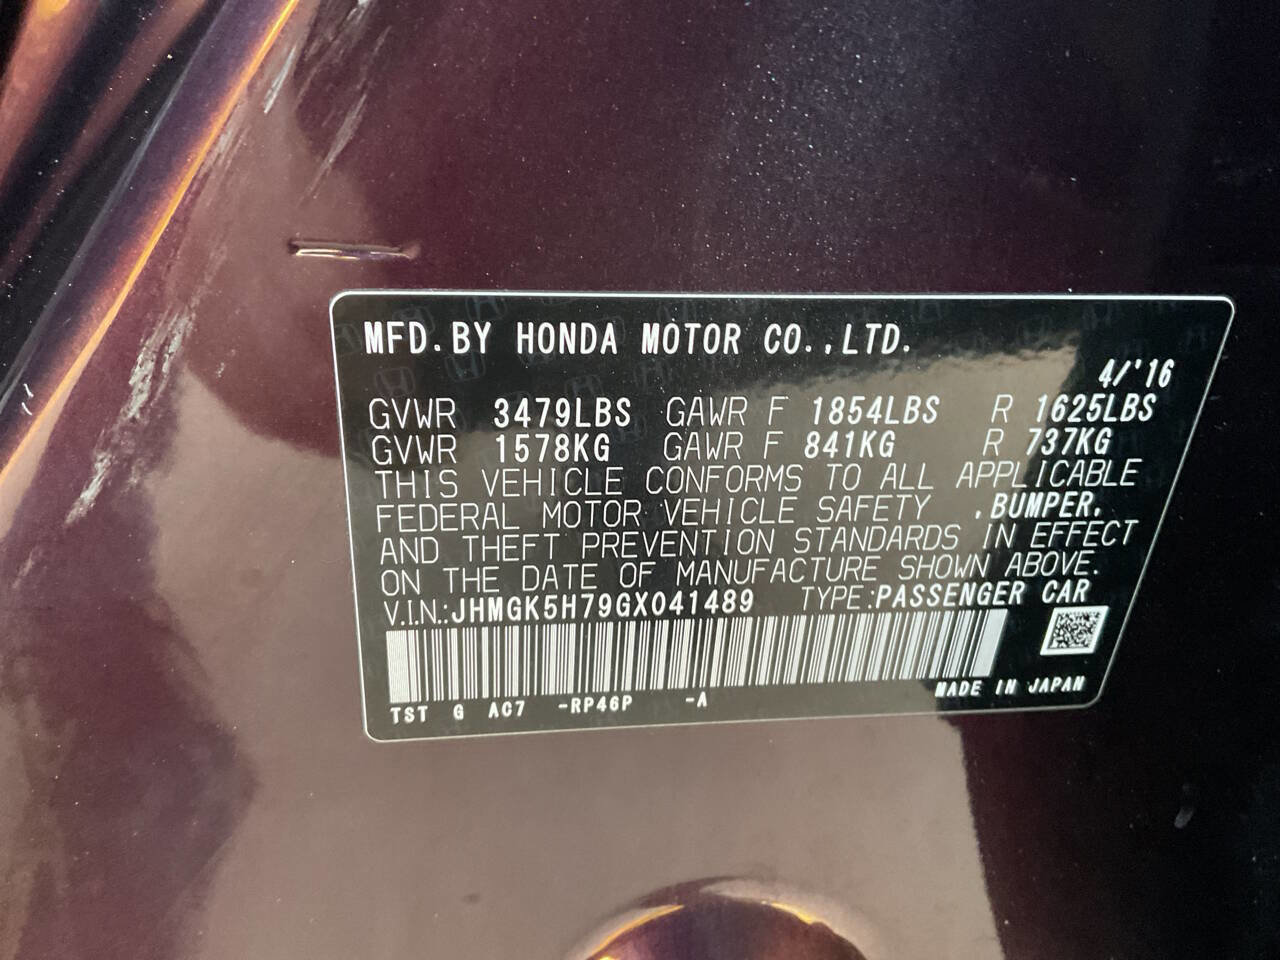 MFD. BY HONDA MOTOR CO.,LTD.
4/'16
GVWR 3479LBS GAWR F 1854LBS R 1625LBS
GVWR 1578KG GAWR F 841KG R 737KG
THIS VEHICLE CONFORMS TO ALL APPLICABLE
FEDERAL MOTOR VEHICLE SAFETY , BUMPER,
AND THEFT PREVENTION STANDARDS IN EFFECT
ON THE DATE OF MANUFACTURE SHOWN ABOVE.
V.I.N.: JHMGK5H79GX041489 TYPE:PASSENGER CAR
TST G AC7 -RP46P -A MADE IN JAPAN